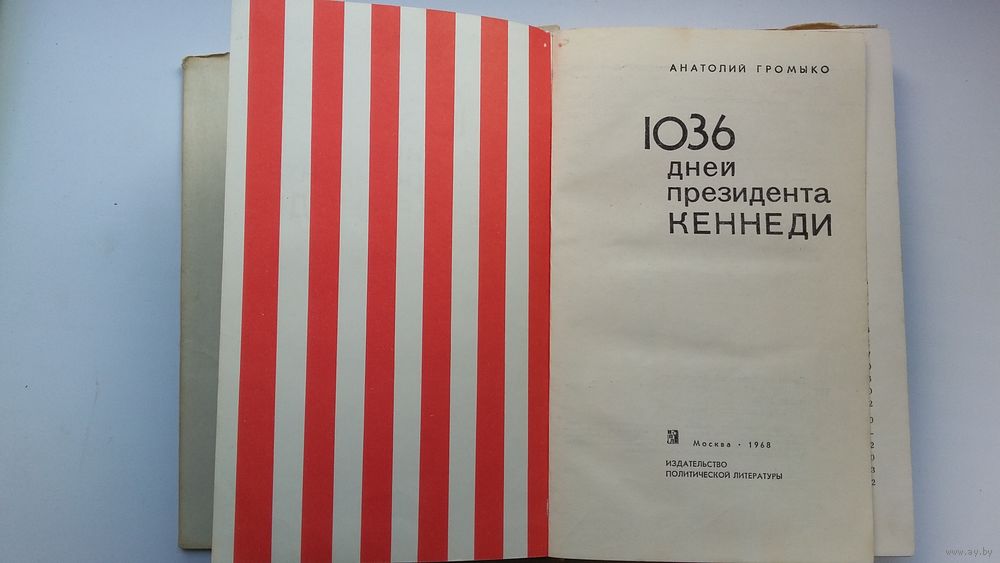 АНАТОЛИЙ ГРОМЫКО
1036
дней
президента
КЕННЕДИ
Москва • 1968
ИЗДАТЕЛЬСТВО
ПОЛИТИЧЕСКОЙ ЛИТЕРАТУРЫ
www.ay.by